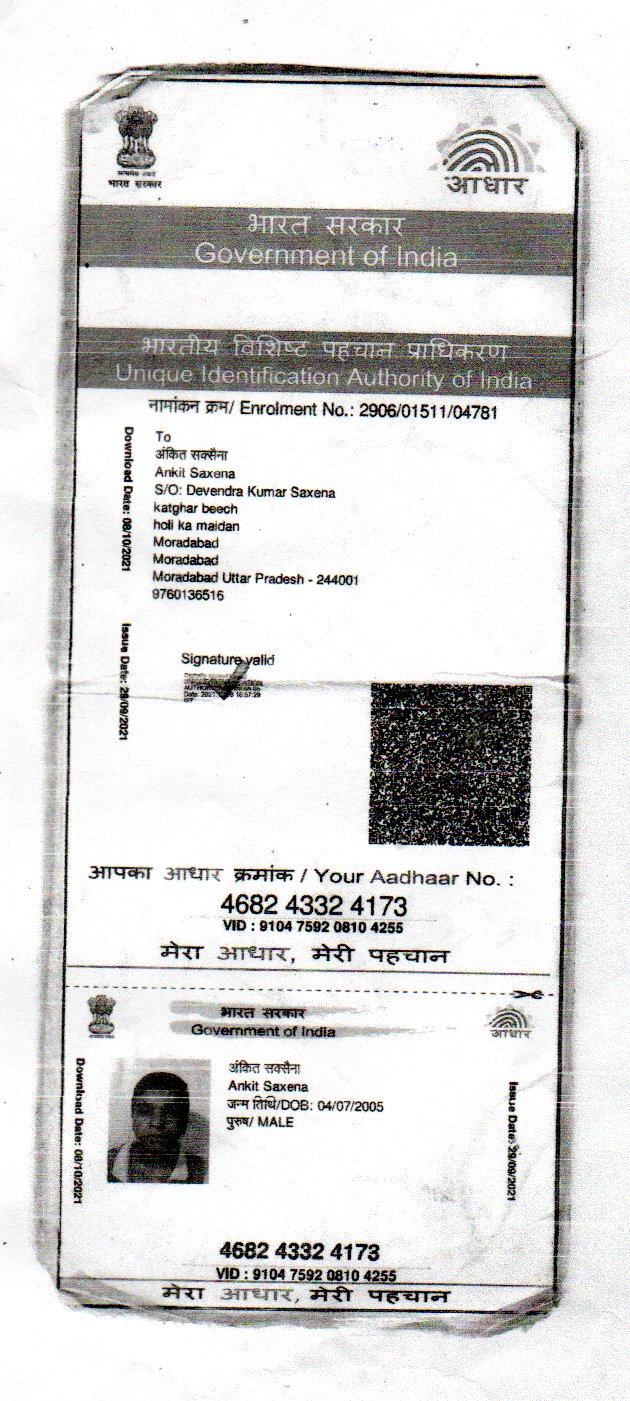 सत्यमेव जयते
भारत सरकार
आधार
भारत सरकार
Government of India
भारतीय विशिष्ट पहचान प्राधिकरण
Unique Identification Authority of India
नामांकन क्रम/ Enrolment No.: 2906/01511/04781
Download Date: 08/10/2021
To
अंकित सक्सैना
Ankit Saxena
S/O: Devendra Kumar Saxena
katghar beech
holi ka maidan
Moradabad
Moradabad
Moradabad Uttar Pradesh - 244001
9760136516
Issue Date: 29/09/2021
Signature valid
आपका आधार क्रमांक / Your Aadhaar No. :
4682 4332 4173
VID : 9104 7592 0810 4255
मेरा आधार, मेरी पहचान
भारत सरकार
Government of India
आधार
Download Date: 08/10/2021
अंकित सक्सैना
Ankit Saxena
जन्म तिथि/DOB: 04/07/2005
पुरुष/ MALE
Issue Date: 29/09/2021
4682 4332 4173
VID : 9104 7592 0810 4255
मेरा आधार, मेरी पहचान